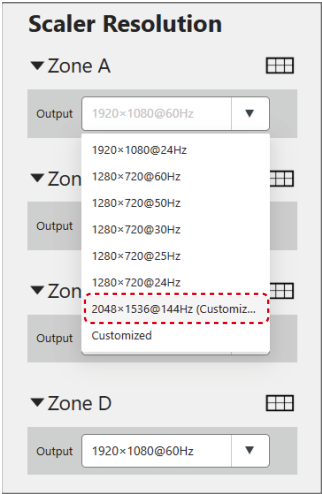 Scaler Resolution
Zone A
Output 1920×1080@60Hz
1920×1080@24Hz
1280×720@60Hz
Zon
1280×720@50Hz
Output
1280×720@30Hz
1280×720@25Hz
1280×720@24Hz
Zon
2048×1536@144Hz (Customiz...
Output
Customized
Zone D
Output 1920×1080@60Hz